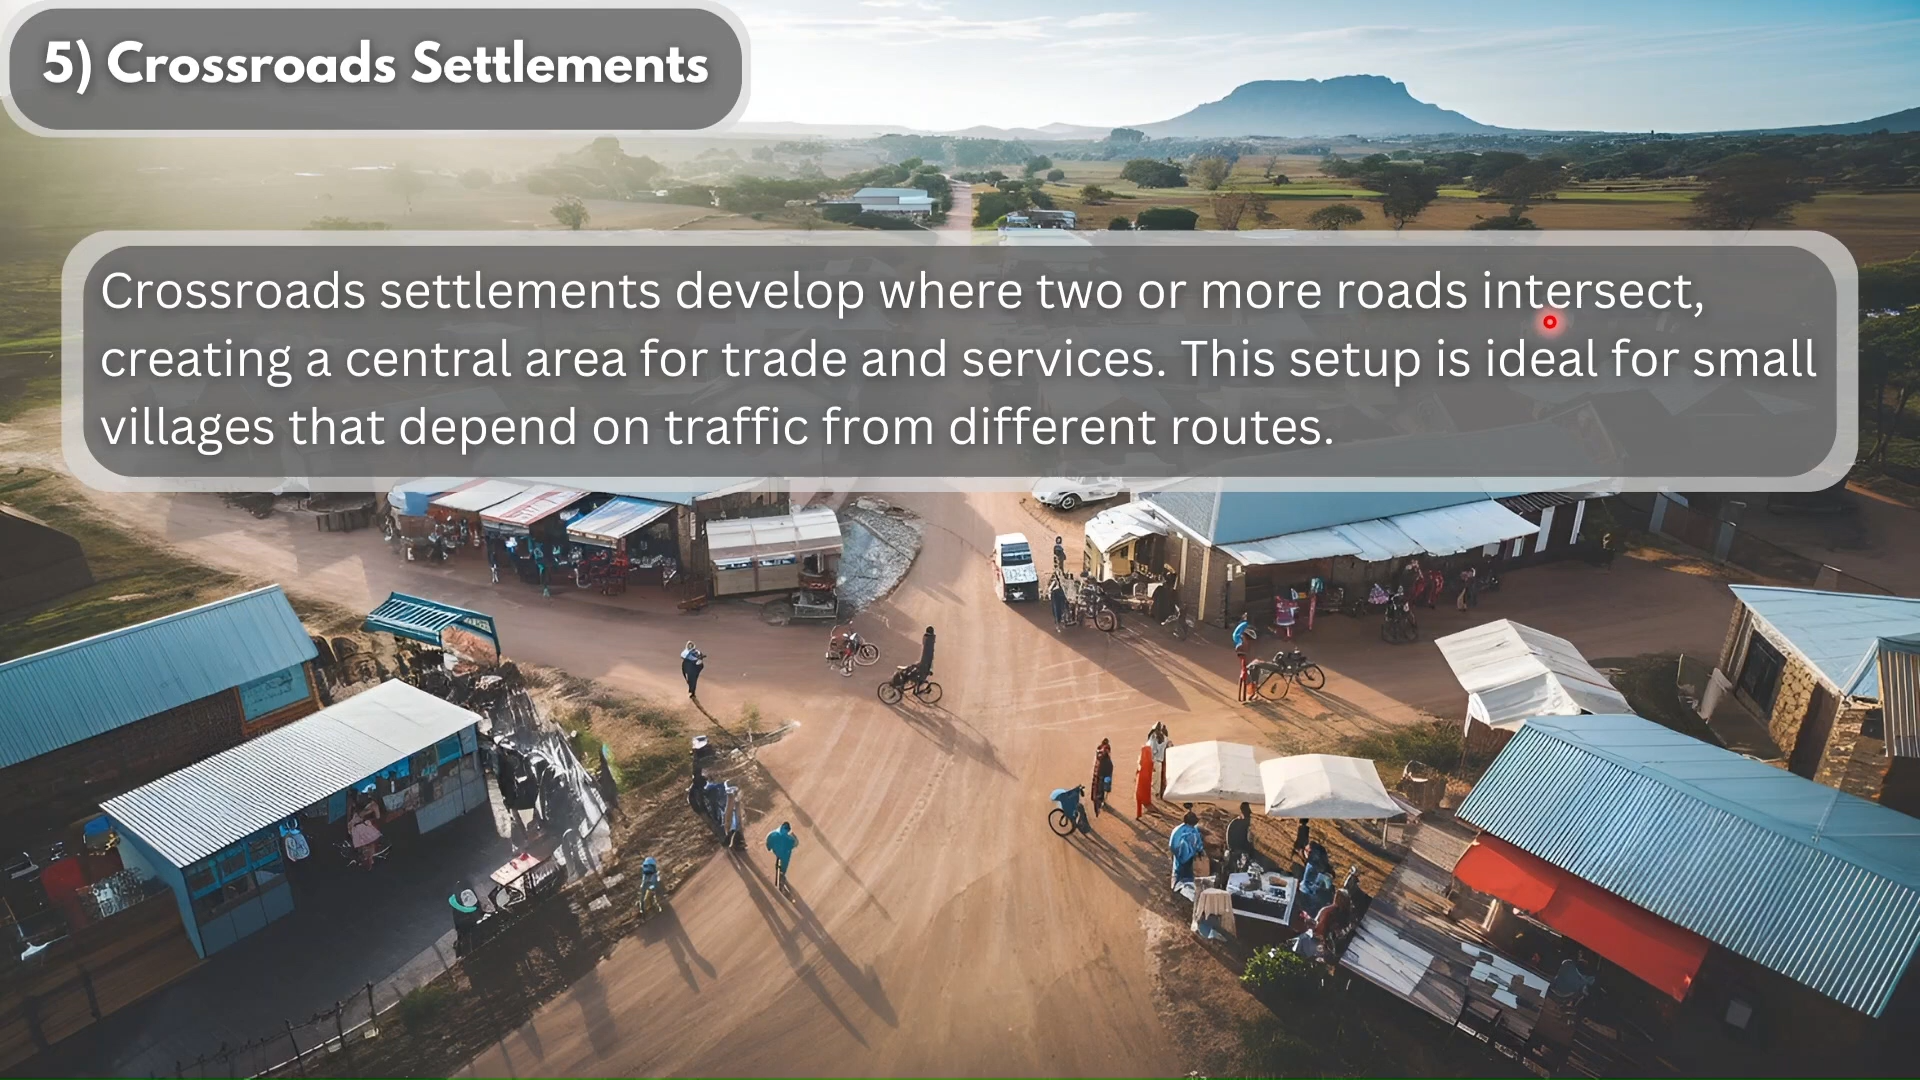 5) Crossroads Settlements
Crossroads settlements develop where two or more roads intersect,
creating a central area for trade and services. This setup is ideal for small
villages that depend on traffic from different routes.